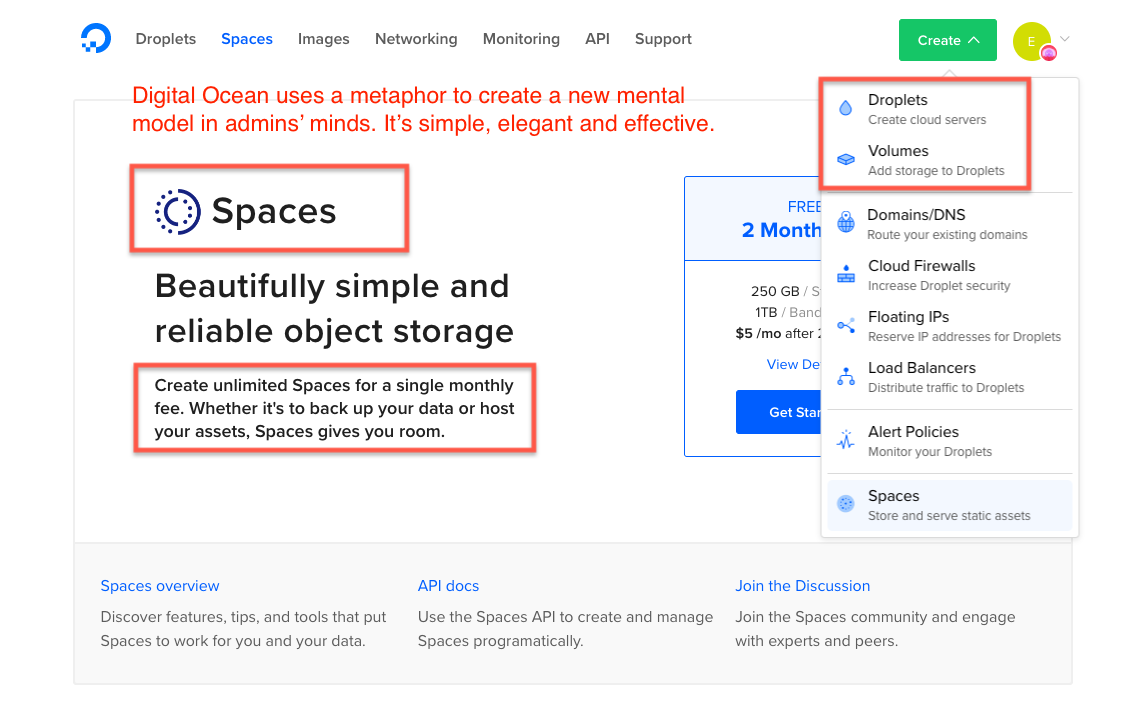 Droplets Spaces Images Networking Monitoring API Support Create E
Digital Ocean uses a metaphor to create a new mental
model in admins’ minds. It’s simple, elegant and effective.
Spaces
Beautifully simple and
reliable object storage
Create unlimited Spaces for a single monthly
fee. Whether it's to back up your data or host
your assets, Spaces gives you room.
FREE
2 Month
250 GB /
1TB /
$5 /mo after 2
View
Get
Droplets
Create cloud servers
Volumes
Add storage to Droplets
Domains/DNS
Route your existing domains
Cloud Firewalls
Increase Droplet security
Floating IPs
Reserve IP addresses for Droplets
Load Balancers
Distribute traffic to Droplets
Alert Policies
Monitor your Droplets
Spaces
Store and serve static assets
Spaces overview
Discover features, tips, and tools that put
Spaces to work for you and your data.
API docs
Use the Spaces API to create and manage
Spaces programatically.
Join the Discussion
Join the Spaces community and engage
with experts and peers.